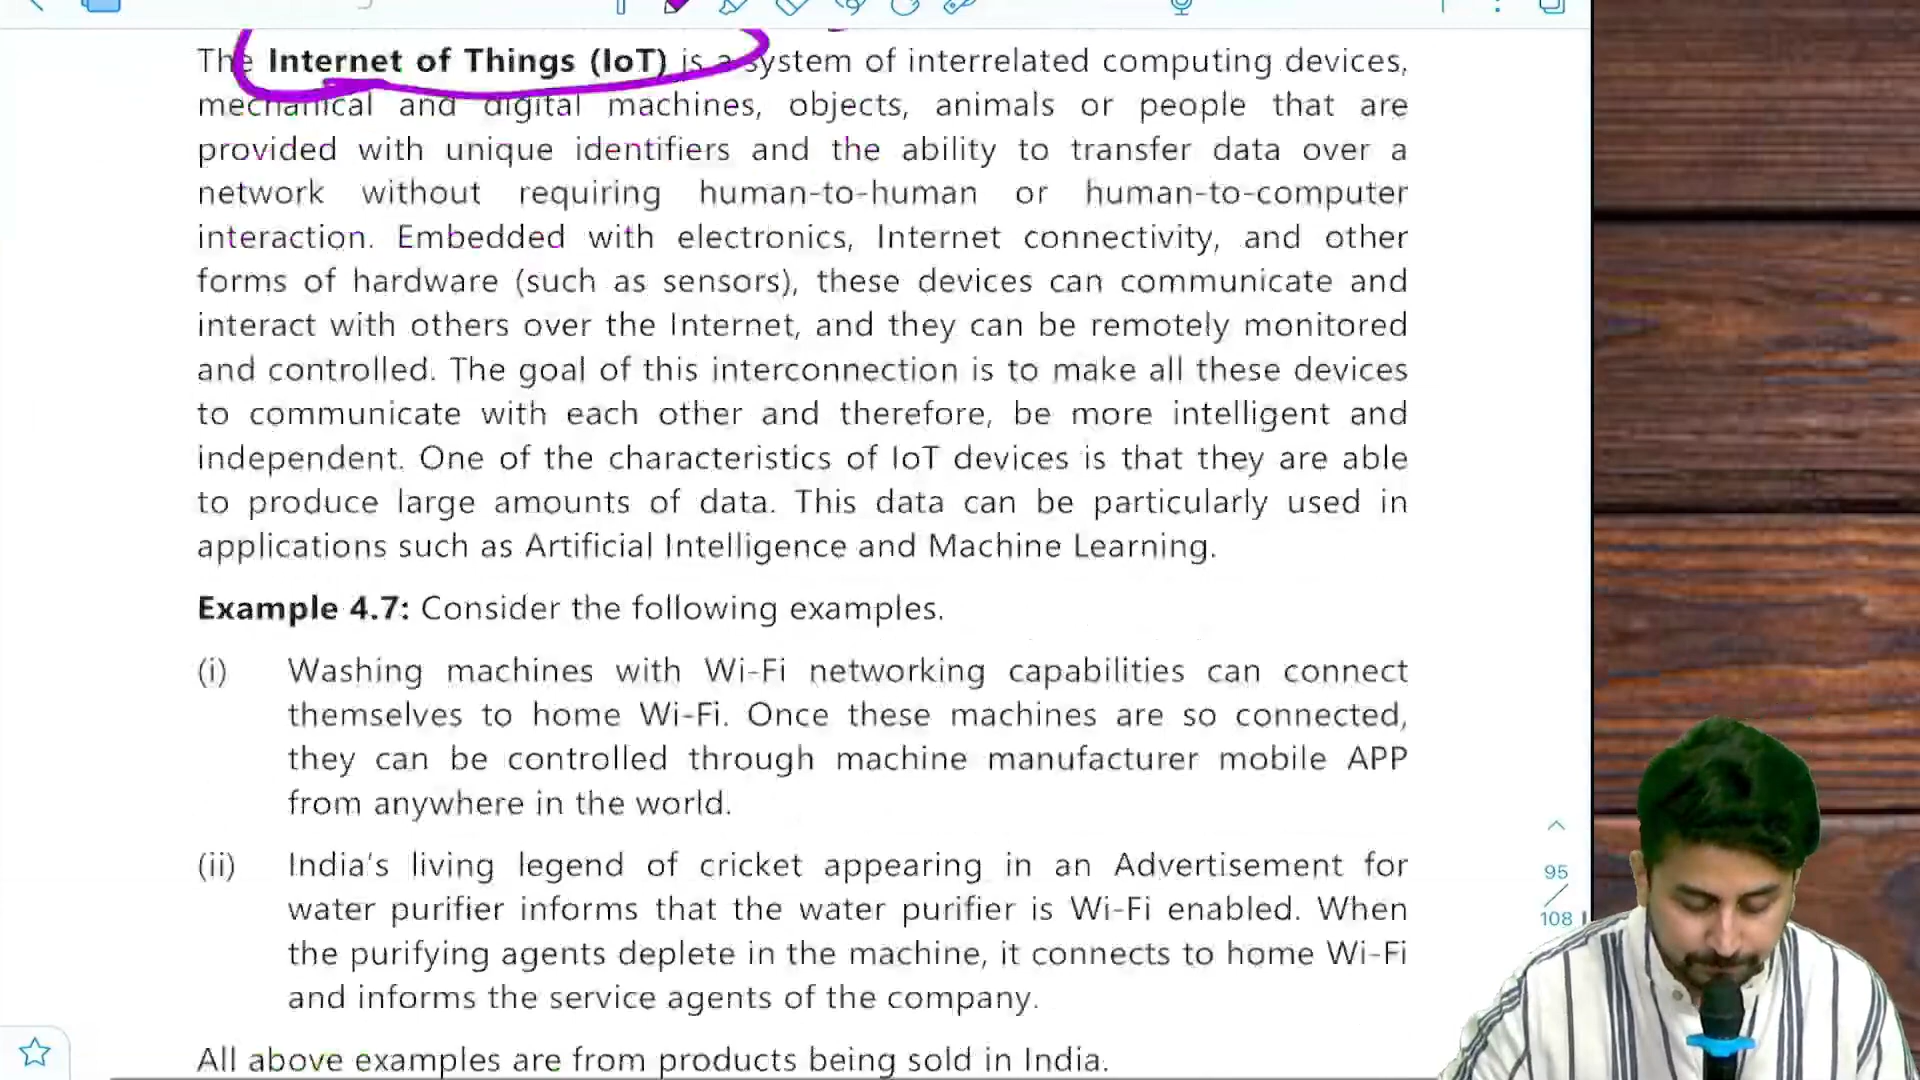 The Internet of Things (IoT) is a system of interrelated computing devices,
mechanical and digital machines, objects, animals or people that are
provided with unique identifiers and the ability to transfer data over a
network without requiring human-to-human or human-to-computer
interaction. Embedded with electronics, Internet connectivity, and other
forms of hardware (such as sensors), these devices can communicate and
interact with others over the Internet, and they can be remotely monitored
and controlled. The goal of this interconnection is to make all these devices
to communicate with each other and therefore, be more intelligent and
independent. One of the characteristics of IoT devices is that they are able
to produce large amounts of data. This data can be particularly used in
applications such as Artificial Intelligence and Machine Learning.
Example 4.7: Consider the following examples.
(i) Washing machines with Wi-Fi networking capabilities can connect
themselves to home Wi-Fi. Once these machines are so connected,
they can be controlled through machine manufacturer mobile APP
from anywhere in the world.
(ii) India's living legend of cricket appearing in an Advertisement for
water purifier informs that the water purifier is Wi-Fi enabled. When
the purifying agents deplete in the machine, it connects to home Wi-Fi
and informs the service agents of the company.
All above examples are from products being sold in India.
95
/
108